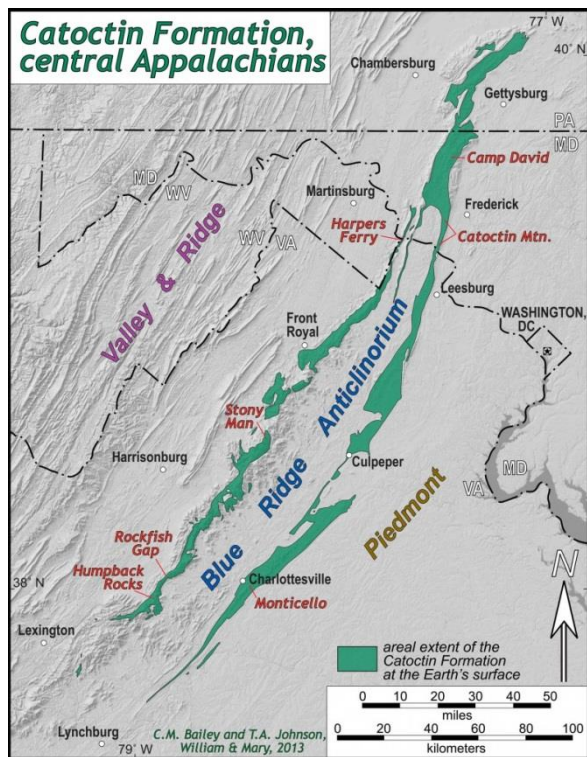 Catoctin Formation,
central Appalachians
77° W
40° N
Chambersburg
Gettysburg
PA
MD
Camp David
MD
WV
Martinsburg
Frederick
Harpers
Ferry
Catoctin Mtn.
WV
VA
Leesburg
Valley & Ridge
WASHINGTON,
DC
Front
Royal
Blue Ridge Anticlinorium
Stony
Man
Culpeper
Harrisonburg
MD
VA
Piedmont
Rockfish
Gap
38° N
Humpback
Rocks
Charlottesville
Monticello
N
Lexington
areal extent of the
Catoctin Formation
at the Earth's surface
0 10 20 30 40 50
miles
0 20 40 60 80 100
kilometers
Lynchburg
79° W
C.M. Bailey and T.A. Johnson,
William & Mary, 2013